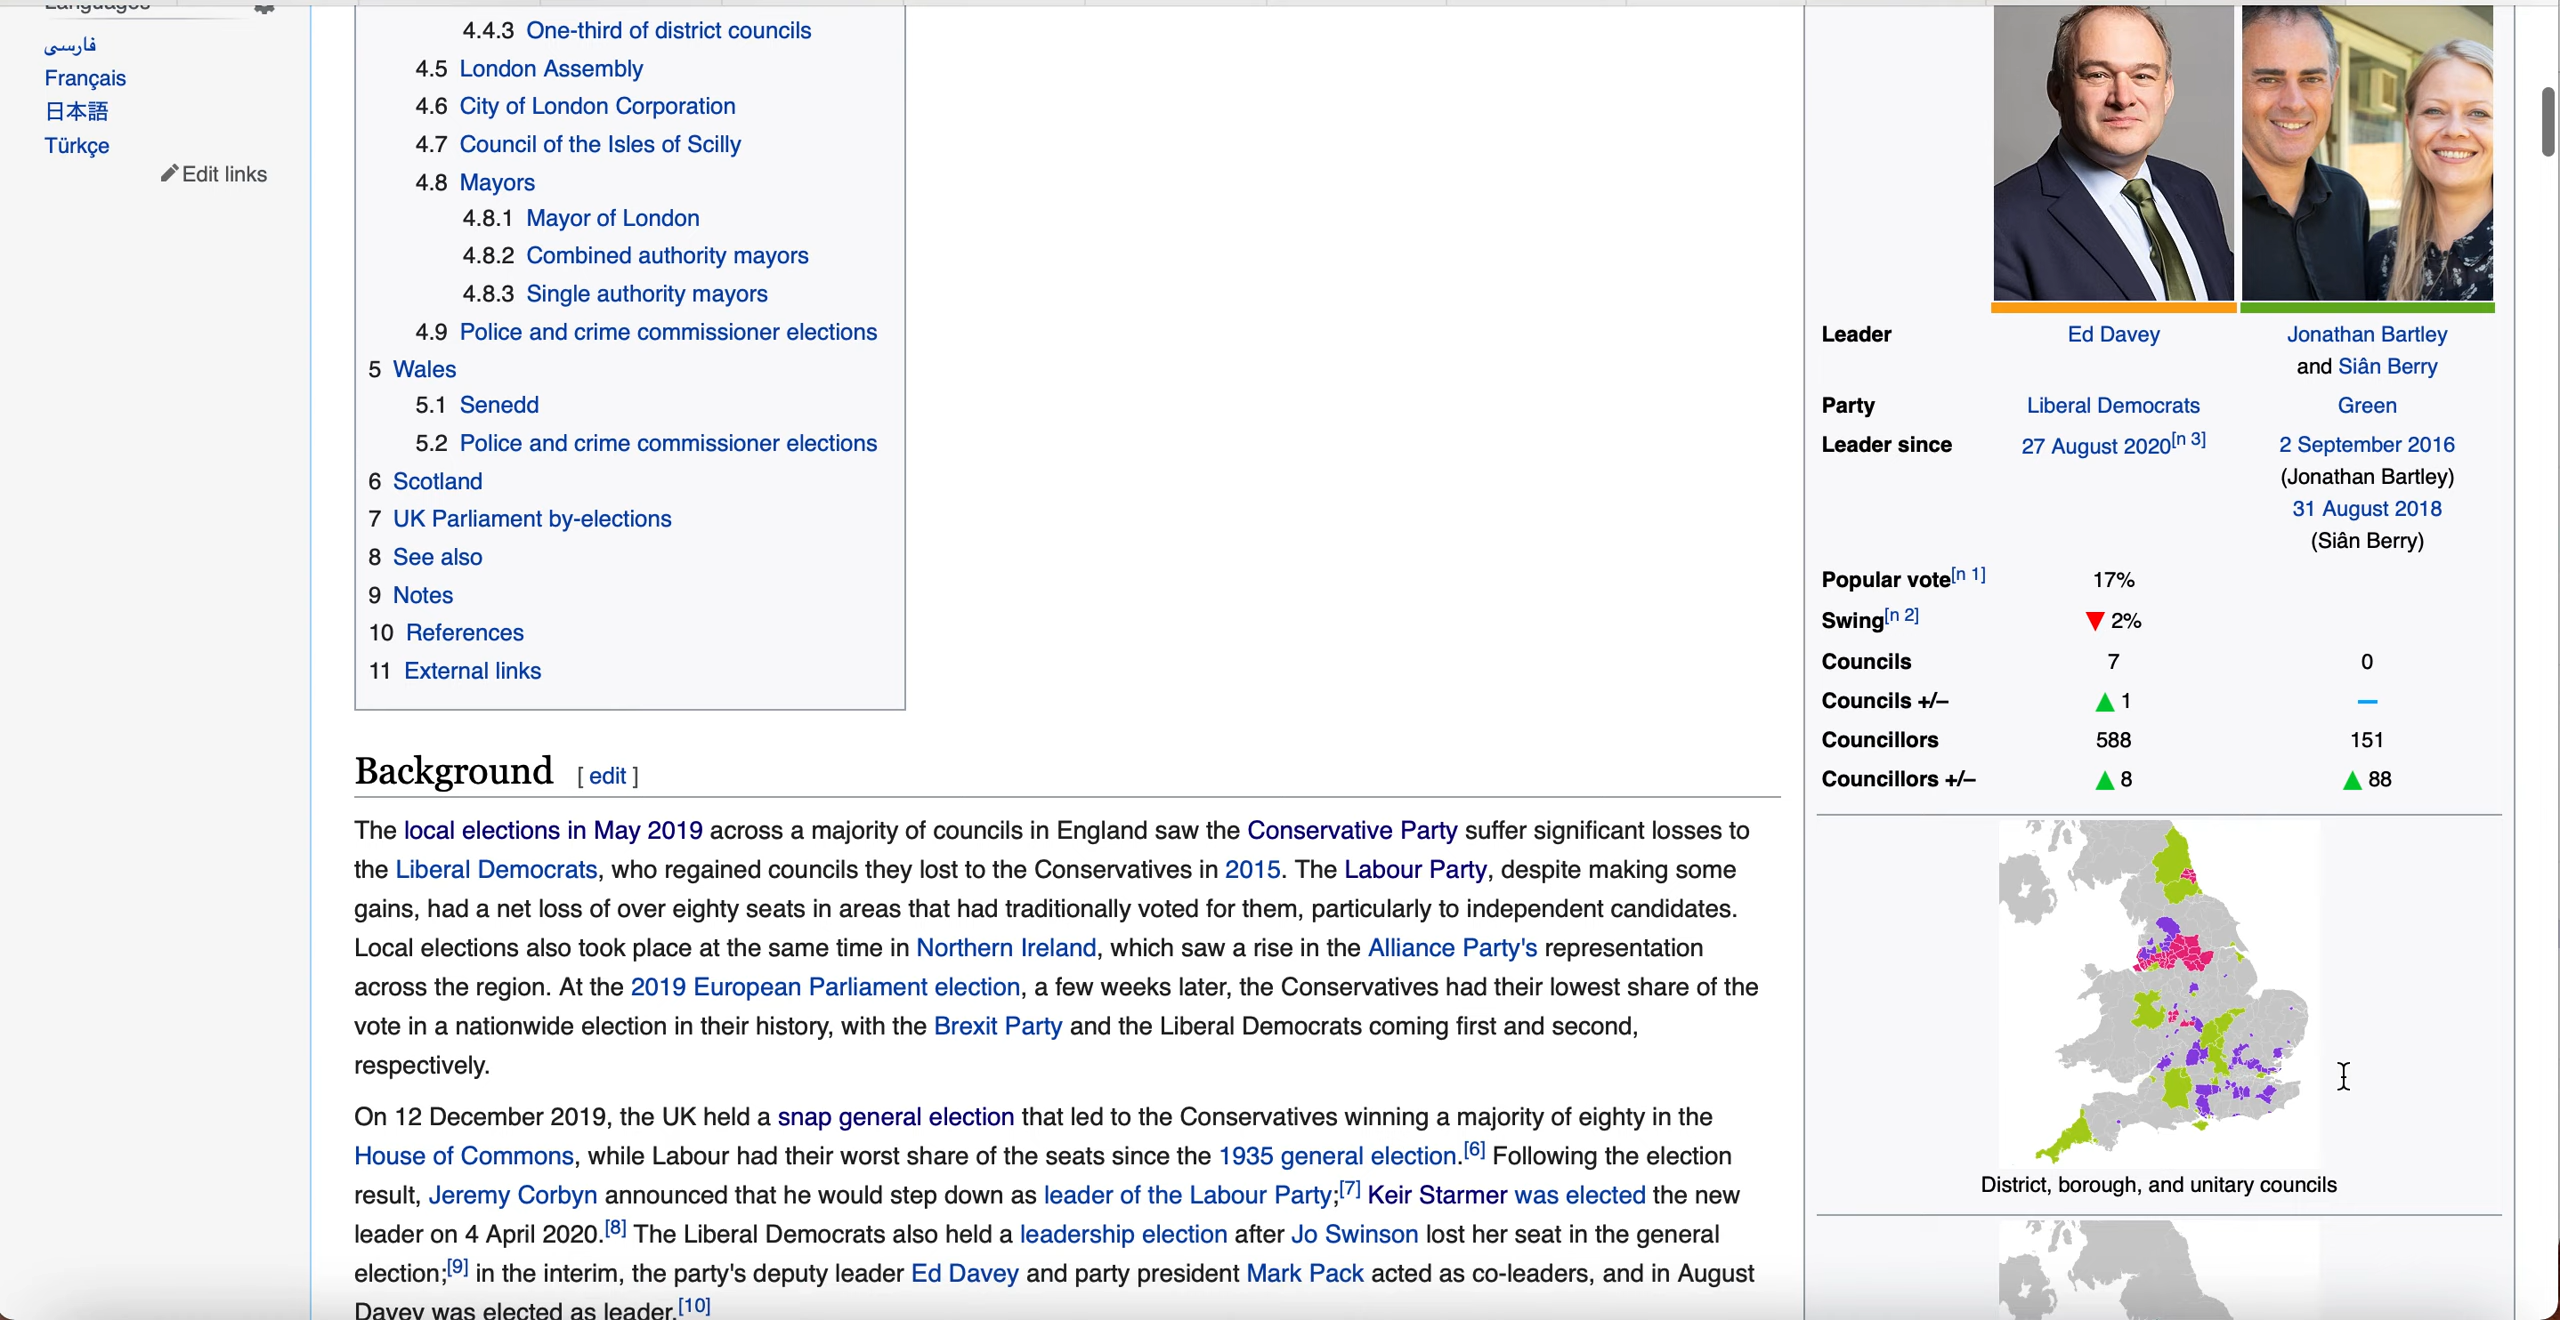 Languages
فارسی
Français
日本語
Türkçe
Edit links
4.4.3 One-third of district councils
4.5 London Assembly
4.6 City of London Corporation
4.7 Council of the Isles of Scilly
4.8 Mayors
4.8.1 Mayor of London
4.8.2 Combined authority mayors
4.8.3 Single authority mayors
4.9 Police and crime commissioner elections
5 Wales
5.1 Senedd
5.2 Police and crime commissioner elections
6 Scotland
7 UK Parliament by-elections
8 See also
9 Notes
10 References
11 External links
Background [ edit ]
The local elections in May 2019 across a majority of councils in England saw the Conservative Party suffer significant losses to
the Liberal Democrats, who regained councils they lost to the Conservatives in 2015. The Labour Party, despite making some
gains, had a net loss of over eighty seats in areas that had traditionally voted for them, particularly to independent candidates.
Local elections also took place at the same time in Northern Ireland, which saw a rise in the Alliance Party's representation
across the region. At the 2019 European Parliament election, a few weeks later, the Conservatives had their lowest share of the
vote in a nationwide election in their history, with the Brexit Party and the Liberal Democrats coming first and second,
respectively.
On 12 December 2019, the UK held a snap general election that led to the Conservatives winning a majority of eighty in the
House of Commons, while Labour had their worst share of the seats since the 1935 general election.[6] Following the election
result, Jeremy Corbyn announced that he would step down as leader of the Labour Party;[7] Keir Starmer was elected the new
leader on 4 April 2020.[8] The Liberal Democrats also held a leadership election after Jo Swinson lost her seat in the general
election;[9] in the interim, the party's deputy leader Ed Davey and party president Mark Pack acted as co-leaders, and in August
Davey was elected as leader.[10]
Leader Ed Davey Jonathan Bartley
and Siân Berry
Party Liberal Democrats Green
Leader since 27 August 2020[n 3] 2 September 2016
(Jonathan Bartley)
31 August 2018
(Siân Berry)
Popular vote[n 1] 17%
Swing[n 2] ▼ 2%
Councils 7 0
Councils +/– ▲ 1 –
Councillors 588 151
Councillors +/– ▲ 8 ▲ 88
District, borough, and unitary councils